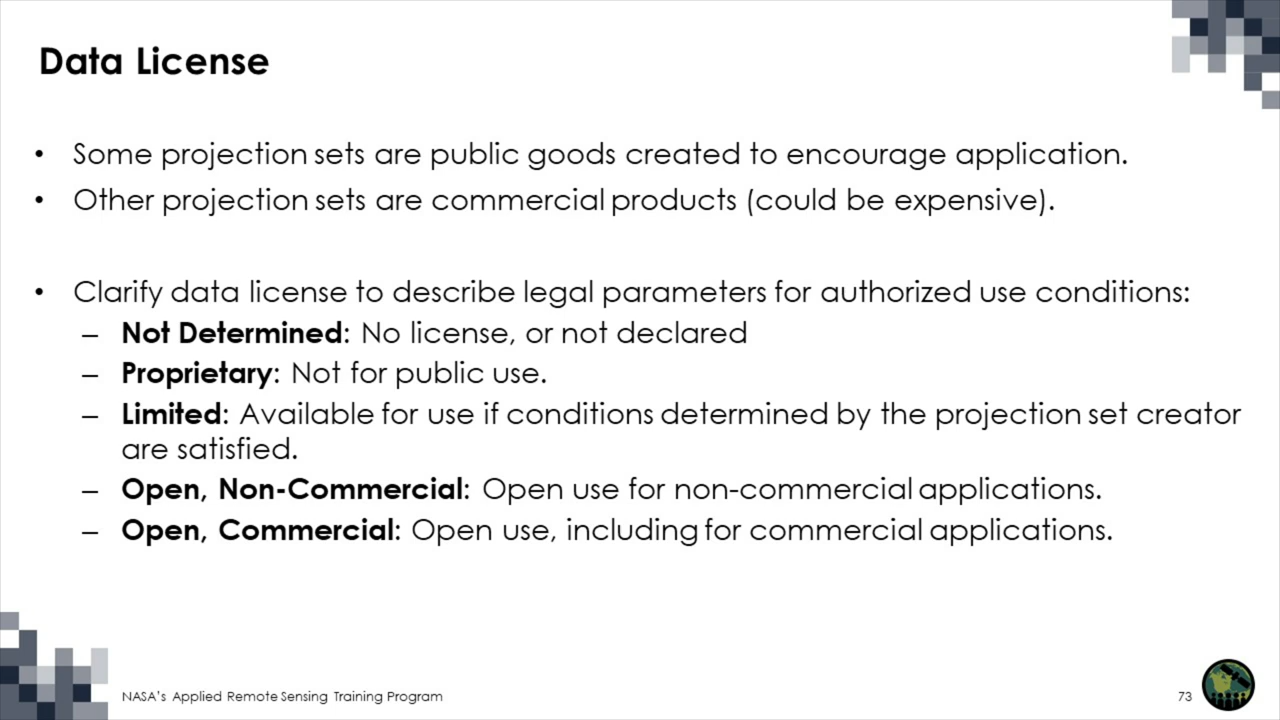 Data License
• Some projection sets are public goods created to encourage application.
• Other projection sets are commercial products (could be expensive).
• Clarify data license to describe legal parameters for authorized use conditions:
– Not Determined: No license, or not declared
– Proprietary: Not for public use.
– Limited: Available for use if conditions determined by the projection set creator
are satisfied.
– Open, Non-Commercial: Open use for non-commercial applications.
– Open, Commercial: Open use, including for commercial applications.
NASA's Applied Remote Sensing Training Program
73